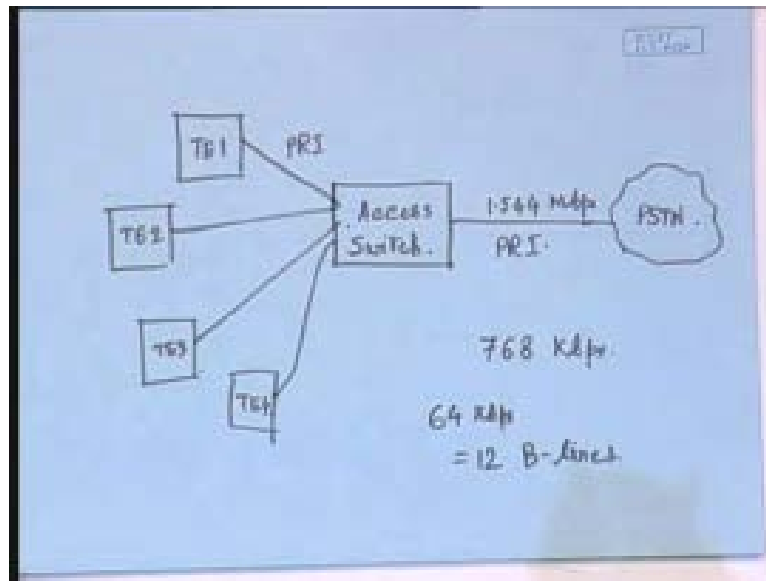 TE1
PRI
TE2
Access
Switch.
1.544 Mbps
PRI.
PSTN.
TE3
TE4
768 Kbps
64 Kbps
= 12 B-lines